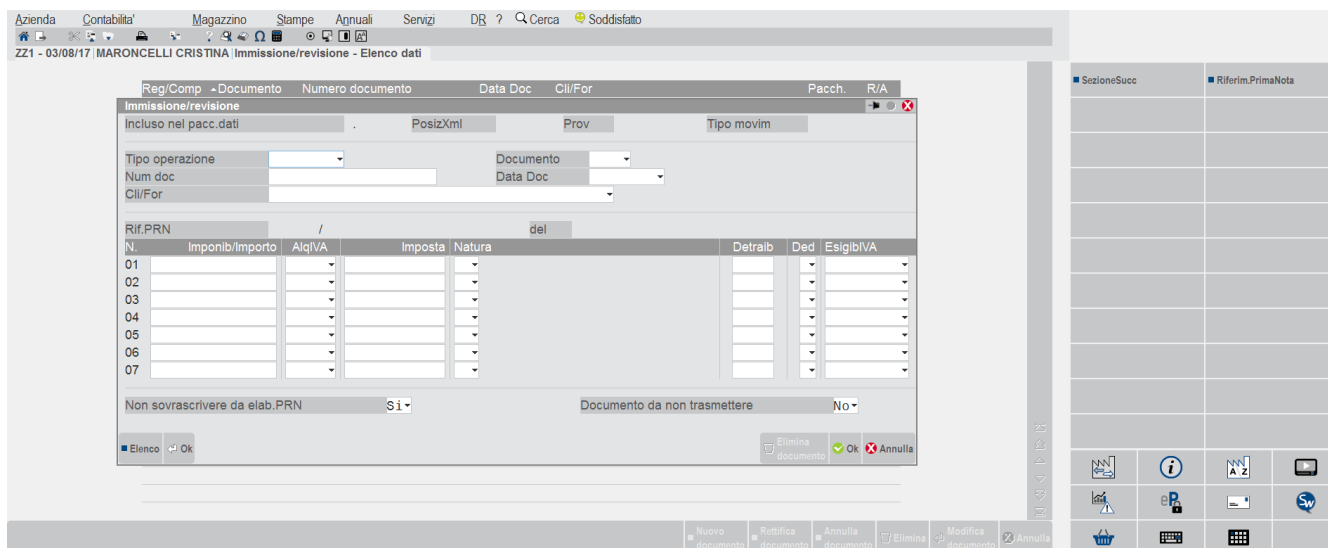 Azienda Contabilita' Magazzino Stampe Annuali Servizi DR ? Cerca Soddisfatto
ZZ1 - 03/08/17 MARONCELLI CRISTINA Immissione/revisione - Elenco dati
SezioneSucc Riferim.PrimaNota
Reg/Comp Documento Numero documento Data Doc Cli/For Pacch. R/A
Immissione/revisione
Incluso nel pacc.dati . PosizXml Prov Tipo movim
Tipo operazione Documento
Num doc Data Doc
Cli/For
Rif.PRN / del
N. Imponib/Importo AlqIVA Imposta Natura Detraib Ded EsigibIVA
01
02
03
04
05
06
07
Non sovrascrivere da elab.PRN Si Documento da non trasmettere No
Elenco Ok Elimina documento Ok Annulla
Nuovo documento Rettifica documento Annulla documento Elimina Modifica documento Annulla